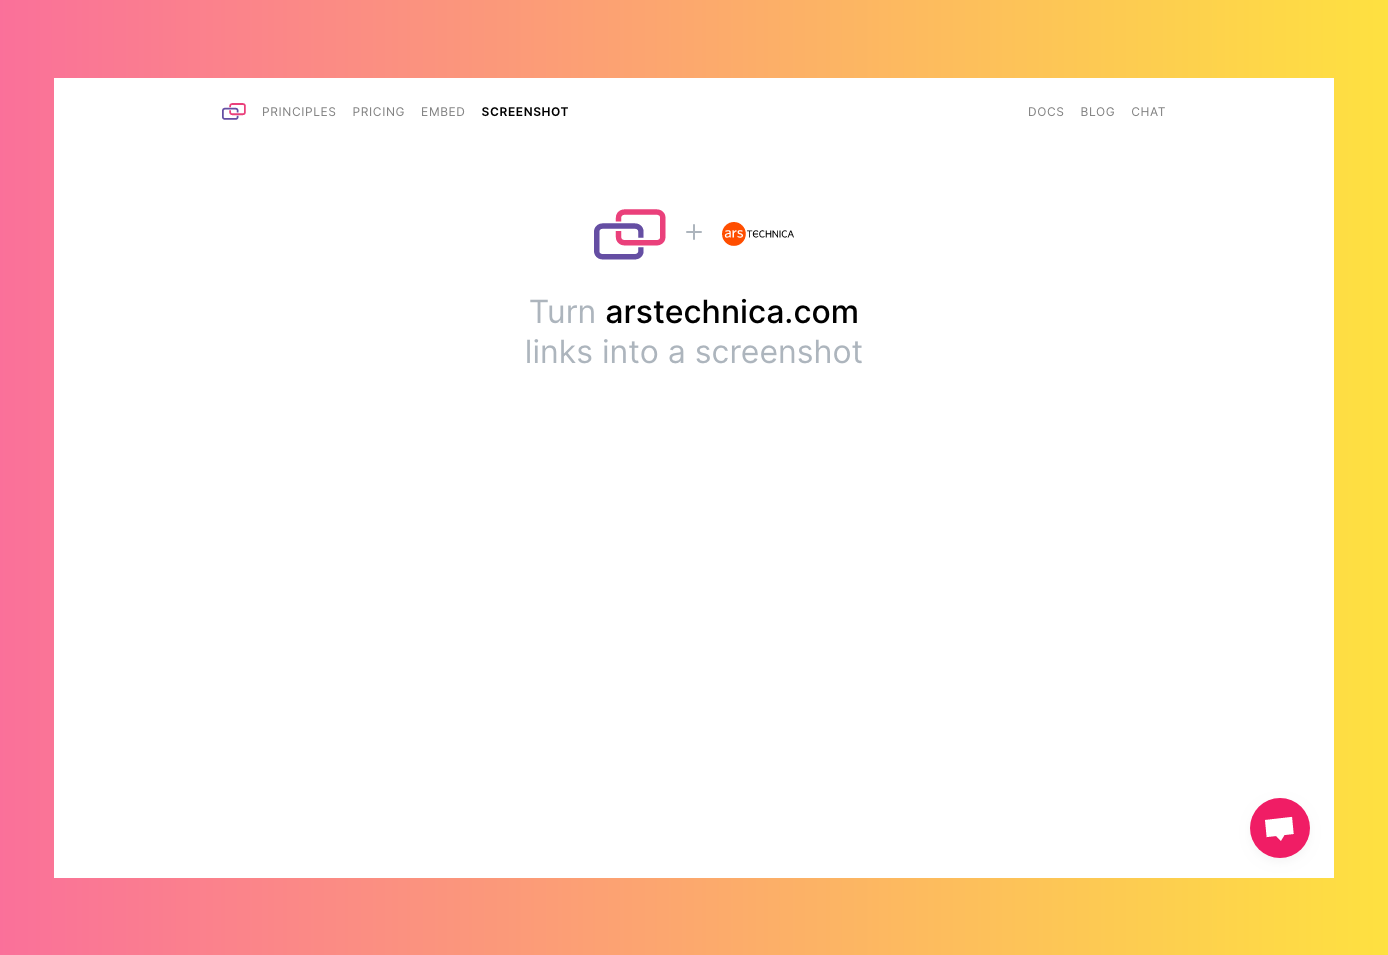 PRINCIPLES PRICING EMBED SCREENSHOT DOCS BLOG CHAT
ars TECHNICA
Turn arstechnica.com
links into a screenshot